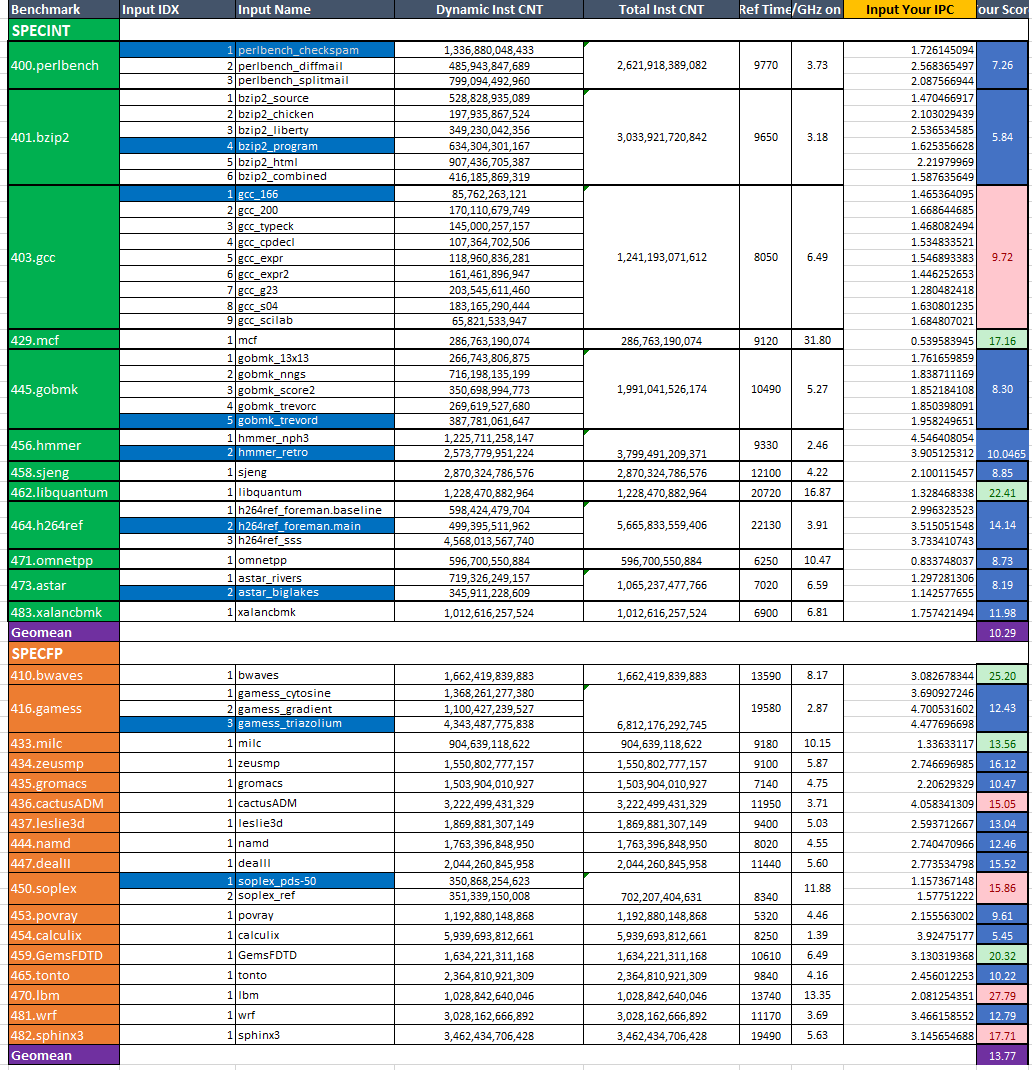 Benchmark Input IDX Input Name Dynamic Inst CNT Total Inst CNT Ref Time /GHz on Input Your IPC our Scor
SPECINT
400.perlbench 1 perlbench_checkspam 1,336,880,048,433 2,621,918,389,082 9770 3.73 1.726145094 7.26
2 perlbench_diffmail 485,943,847,689 2.568365497
3 perlbench_splitmail 799,094,492,960 2.087566944
401.bzip2 1 bzip2_source 528,828,935,089 3,033,921,720,842 9650 3.18 1.470466917 5.84
2 bzip2_chicken 197,935,867,524 2.103029439
3 bzip2_liberty 349,230,042,356 2.536534585
4 bzip2_program 634,304,301,167 1.625356628
5 bzip2_html 907,436,705,387 2.21979969
6 bzip2_combined 416,185,869,319 1.587635649
403.gcc 1 gcc_166 85,762,263,121 1,241,193,071,612 8050 6.49 1.465364095 9.72
2 gcc_200 170,110,679,749 1.668644685
3 gcc_typeck 145,000,257,157 1.468082494
4 gcc_cpdecl 107,364,702,506 1.534833521
5 gcc_expr 118,960,836,281 1.546893383
6 gcc_expr2 161,461,896,947 1.446252653
7 gcc_g23 203,545,611,460 1.280482418
8 gcc_s04 183,165,290,444 1.630801235
9 gcc_scilab 65,821,533,947 1.684807021
429.mcf 1 mcf 286,763,190,074 286,763,190,074 9120 31.80 0.539583945 17.16
445.gobmk 1 gobmk_13x13 266,743,806,875 1,991,041,526,174 10490 5.27 1.761659859 8.30
2 gobmk_nngs 716,198,135,199 1.838711169
3 gobmk_score2 350,698,994,773 1.852184108
4 gobmk_trevorc 269,619,527,680 1.850398091
5 gobmk_trevord 387,781,061,647 1.958249651
456.hmmer 1 hmmer_nph3 1,225,711,258,147 3,799,491,209,371 9330 2.46 4.546408054 10.0465
2 hmmer_retro 2,573,779,951,224 3.905125312
458.sjeng 1 sjeng 2,870,324,786,576 2,870,324,786,576 12100 4.22 2.100115457 8.85
462.libquantum 1 libquantum 1,228,470,882,964 1,228,470,882,964 20720 16.87 1.328468338 22.41
464.h264ref 1 h264ref_foreman.baseline 598,424,479,704 5,665,833,559,406 22130 3.91 2.996323523 14.14
2 h264ref_foreman.main 499,395,511,962 3.515051548
3 h264ref_sss 4,568,013,567,740 3.733410743
471.omnetpp 1 omnetpp 596,700,550,884 596,700,550,884 6250 10.47 0.833748037 8.73
473.astar 1 astar_rivers 719,326,249,157 1,065,237,477,766 7020 6.59 1.297281306 8.19
2 astar_biglakes 345,911,228,609 1.142577655
483.xalancbmk 1 xalancbmk 1,012,616,257,524 1,012,616,257,524 6900 6.81 1.757421494 11.98
Geomean 10.29
SPECFP
410.bwaves 1 bwaves 1,662,419,839,883 1,662,419,839,883 13590 8.17 3.082678344 25.20
416.gamess 1 gamess_cytosine 1,368,261,277,380 6,812,176,292,745 19580 2.87 3.690927246 12.43
2 gamess_gradient 1,100,427,239,527 4.700531602
3 gamess_triazolium 4,343,487,775,838 4.477696698
433.milc 1 milc 904,639,118,622 904,639,118,622 9180 10.15 1.33633117 13.56
434.zeusmp 1 zeusmp 1,550,802,777,157 1,550,802,777,157 9100 5.87 2.746696985 16.12
435.gromacs 1 gromacs 1,503,904,010,927 1,503,904,010,927 7140 4.75 2.20629329 10.47
436.cactusADM 1 cactusADM 3,222,499,431,329 3,222,499,431,329 11950 3.71 4.058341309 15.05
437.leslie3d 1 leslie3d 1,869,881,307,149 1,869,881,307,149 9400 5.03 2.593712667 13.04
444.namd 1 namd 1,763,396,848,950 1,763,396,848,950 8020 4.55 2.740470966 12.46
447.dealII 1 dealII 2,044,260,845,958 2,044,260,845,958 11440 5.60 2.773534798 15.52
450.soplex 1 soplex_pds-50 350,868,254,623 702,207,404,631 8340 11.88 1.157367148 15.86
2 soplex_ref 351,339,150,008 1.57751222
453.povray 1 povray 1,192,880,148,868 1,192,880,148,868 5320 4.46 2.155563002 9.61
454.calculix 1 calculix 5,939,693,812,661 5,939,693,812,661 8250 1.39 3.92475177 5.45
459.GemsFDTD 1 GemsFDTD 1,634,221,311,168 1,634,221,311,168 10610 6.49 3.130319368 20.32
465.tonto 1 tonto 2,364,810,921,309 2,364,810,921,309 9840 4.16 2.456012253 10.22
470.lbm 1 lbm 1,028,842,640,046 1,028,842,640,046 13740 13.35 2.081254351 27.79
481.wrf 1 wrf 3,028,162,666,892 3,028,162,666,892 11170 3.69 3.466158552 12.79
482.sphinx3 1 sphinx3 3,462,434,706,428 3,462,434,706,428 19490 5.63 3.145654688 17.71
Geomean 13.77